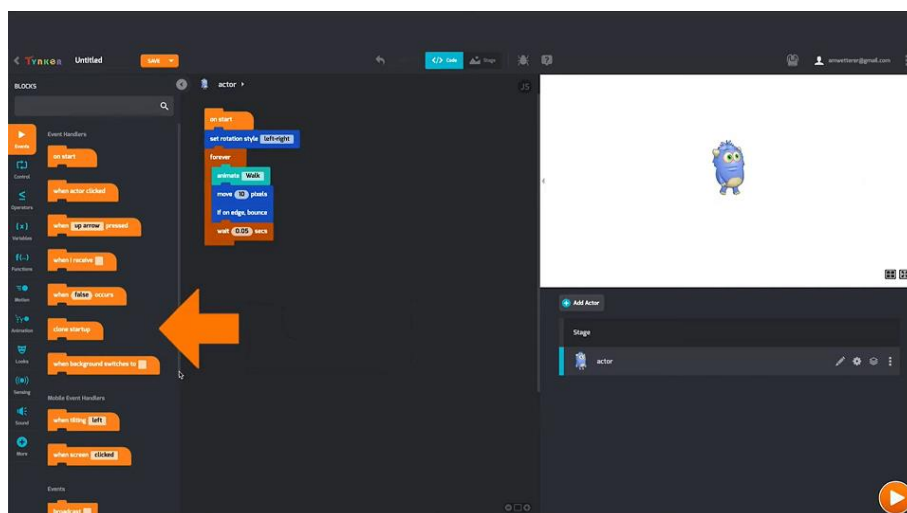 TYNKER
Untitled
SAVE
Code
Stage
amwetterer@gmail.com
BLOCKS
actor
JS
Events
Control
Operators
{x}
Variables
f(...)
Functions
Motion
Animation
Looks
Sensing
Sound
More
Event Handlers
on start
when actor clicked
when up arrow pressed
when I receive
when false occurs
clone startup
when background switches to
Mobile Event Handlers
when tilting left
when screen clicked
Events
broadcast
on start
set rotation style left-right
forever
animate Walk
move 10 pixels
if on edge, bounce
wait 0.05 secs
Add Actor
Stage
actor